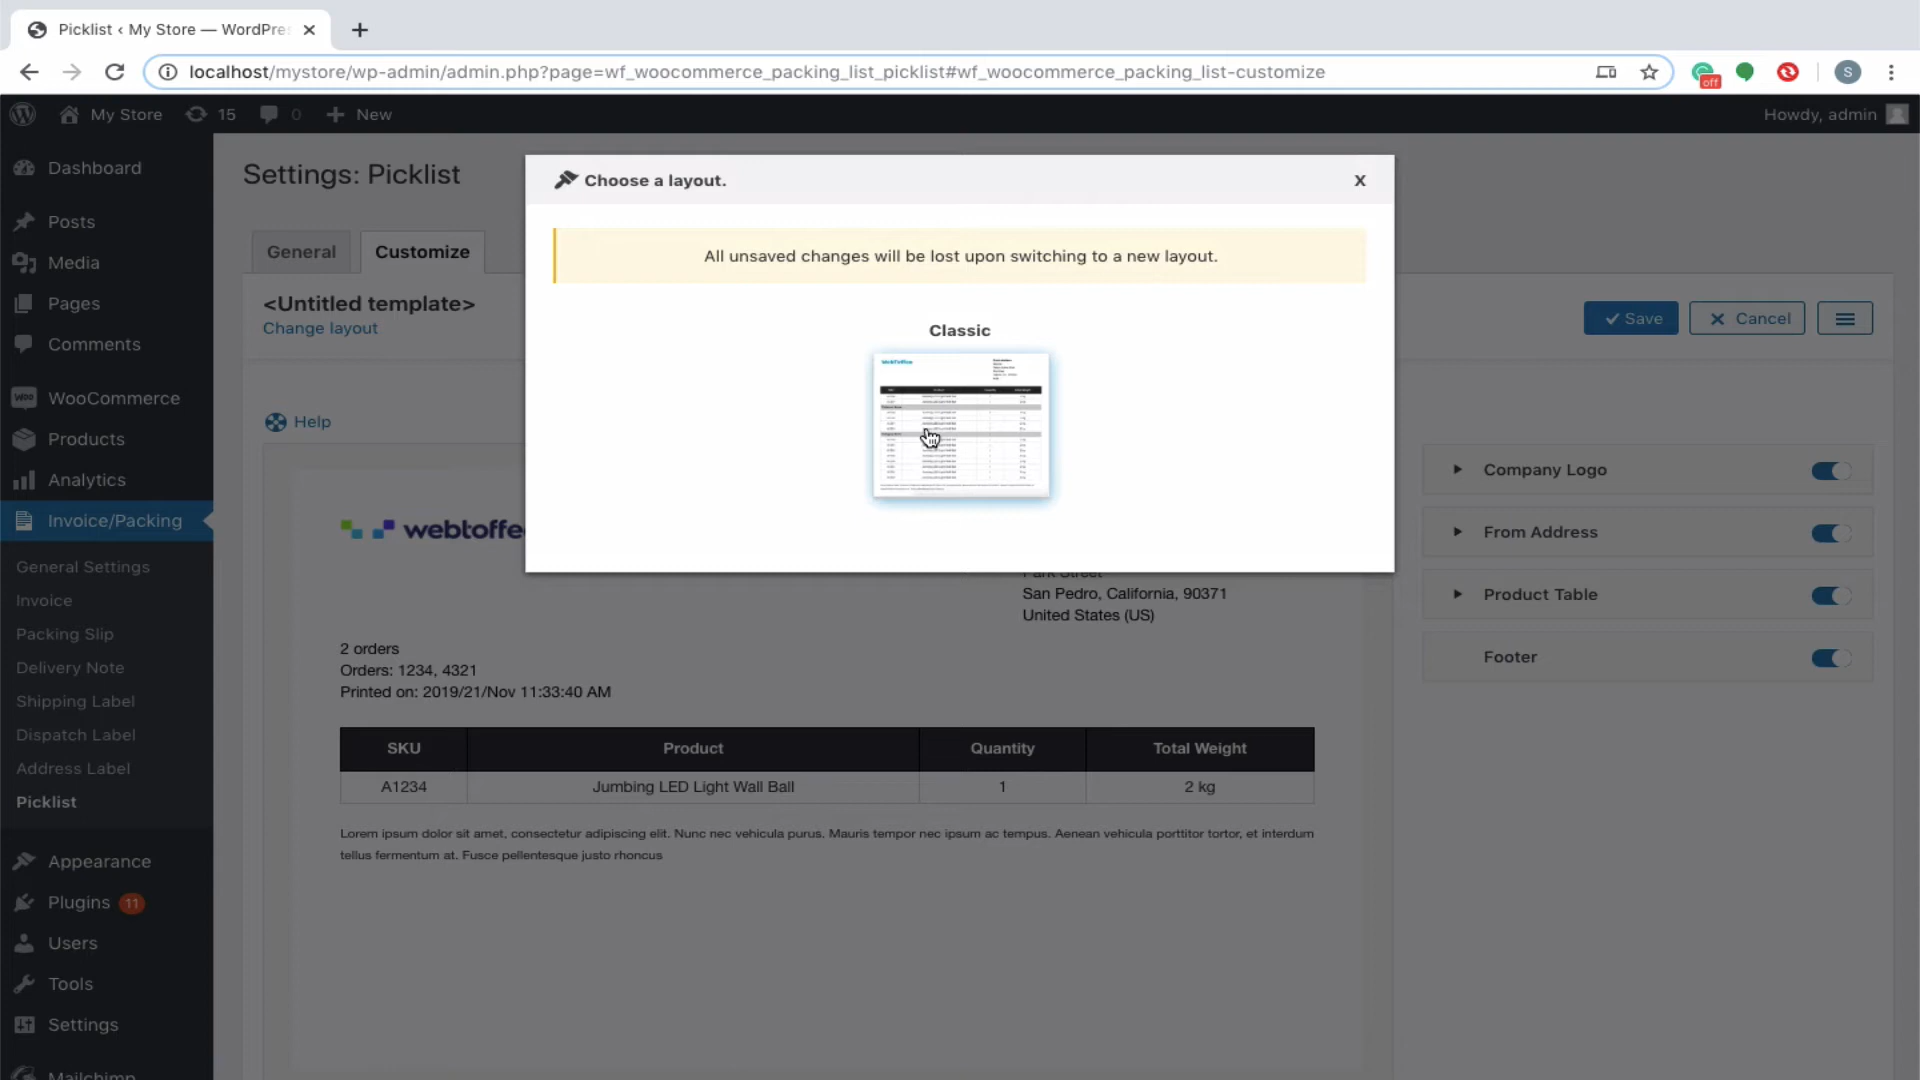 Picklist ‹ My Store — WordPre
localhost/mystore/wp-admin/admin.php?page=wf_woocommerce_packing_list_picklist#wf_woocommerce_packing_list-customize
off
S
My Store
15
0
New
Howdy, admin
Dashboard
Posts
Media
Pages
Comments
WooCommerce
Products
Analytics
Invoice/Packing
General Settings
Invoice
Packing Slip
Delivery Note
Shipping Label
Dispatch Label
Address Label
Picklist
Appearance
Plugins 11
Users
Tools
Settings
Mailchimp
Settings: Picklist
General
Customize
<Untitled template>
Change layout
Save
Cancel
Help
Choose a layout.
X
All unsaved changes will be lost upon switching to a new layout.
Classic
WebToffee
webtoffee
Park Street
San Pedro, California, 90371
United States (US)
2 orders
Orders: 1234, 4321
Printed on: 2019/21/Nov 11:33:40 AM
SKU Product Quantity Total Weight
A1234 Jumbing LED Light Wall Ball 1 2 kg
Lorem ipsum dolor sit amet, consectetur adipiscing elit. Nunc nec vehicula purus. Mauris tempor nec ipsum ac tempus. Aenean vehicula porttitor tortor, et interdum
tellus fermentum at. Fusce pellentesque justo rhoncus
Company Logo
From Address
Product Table
Footer